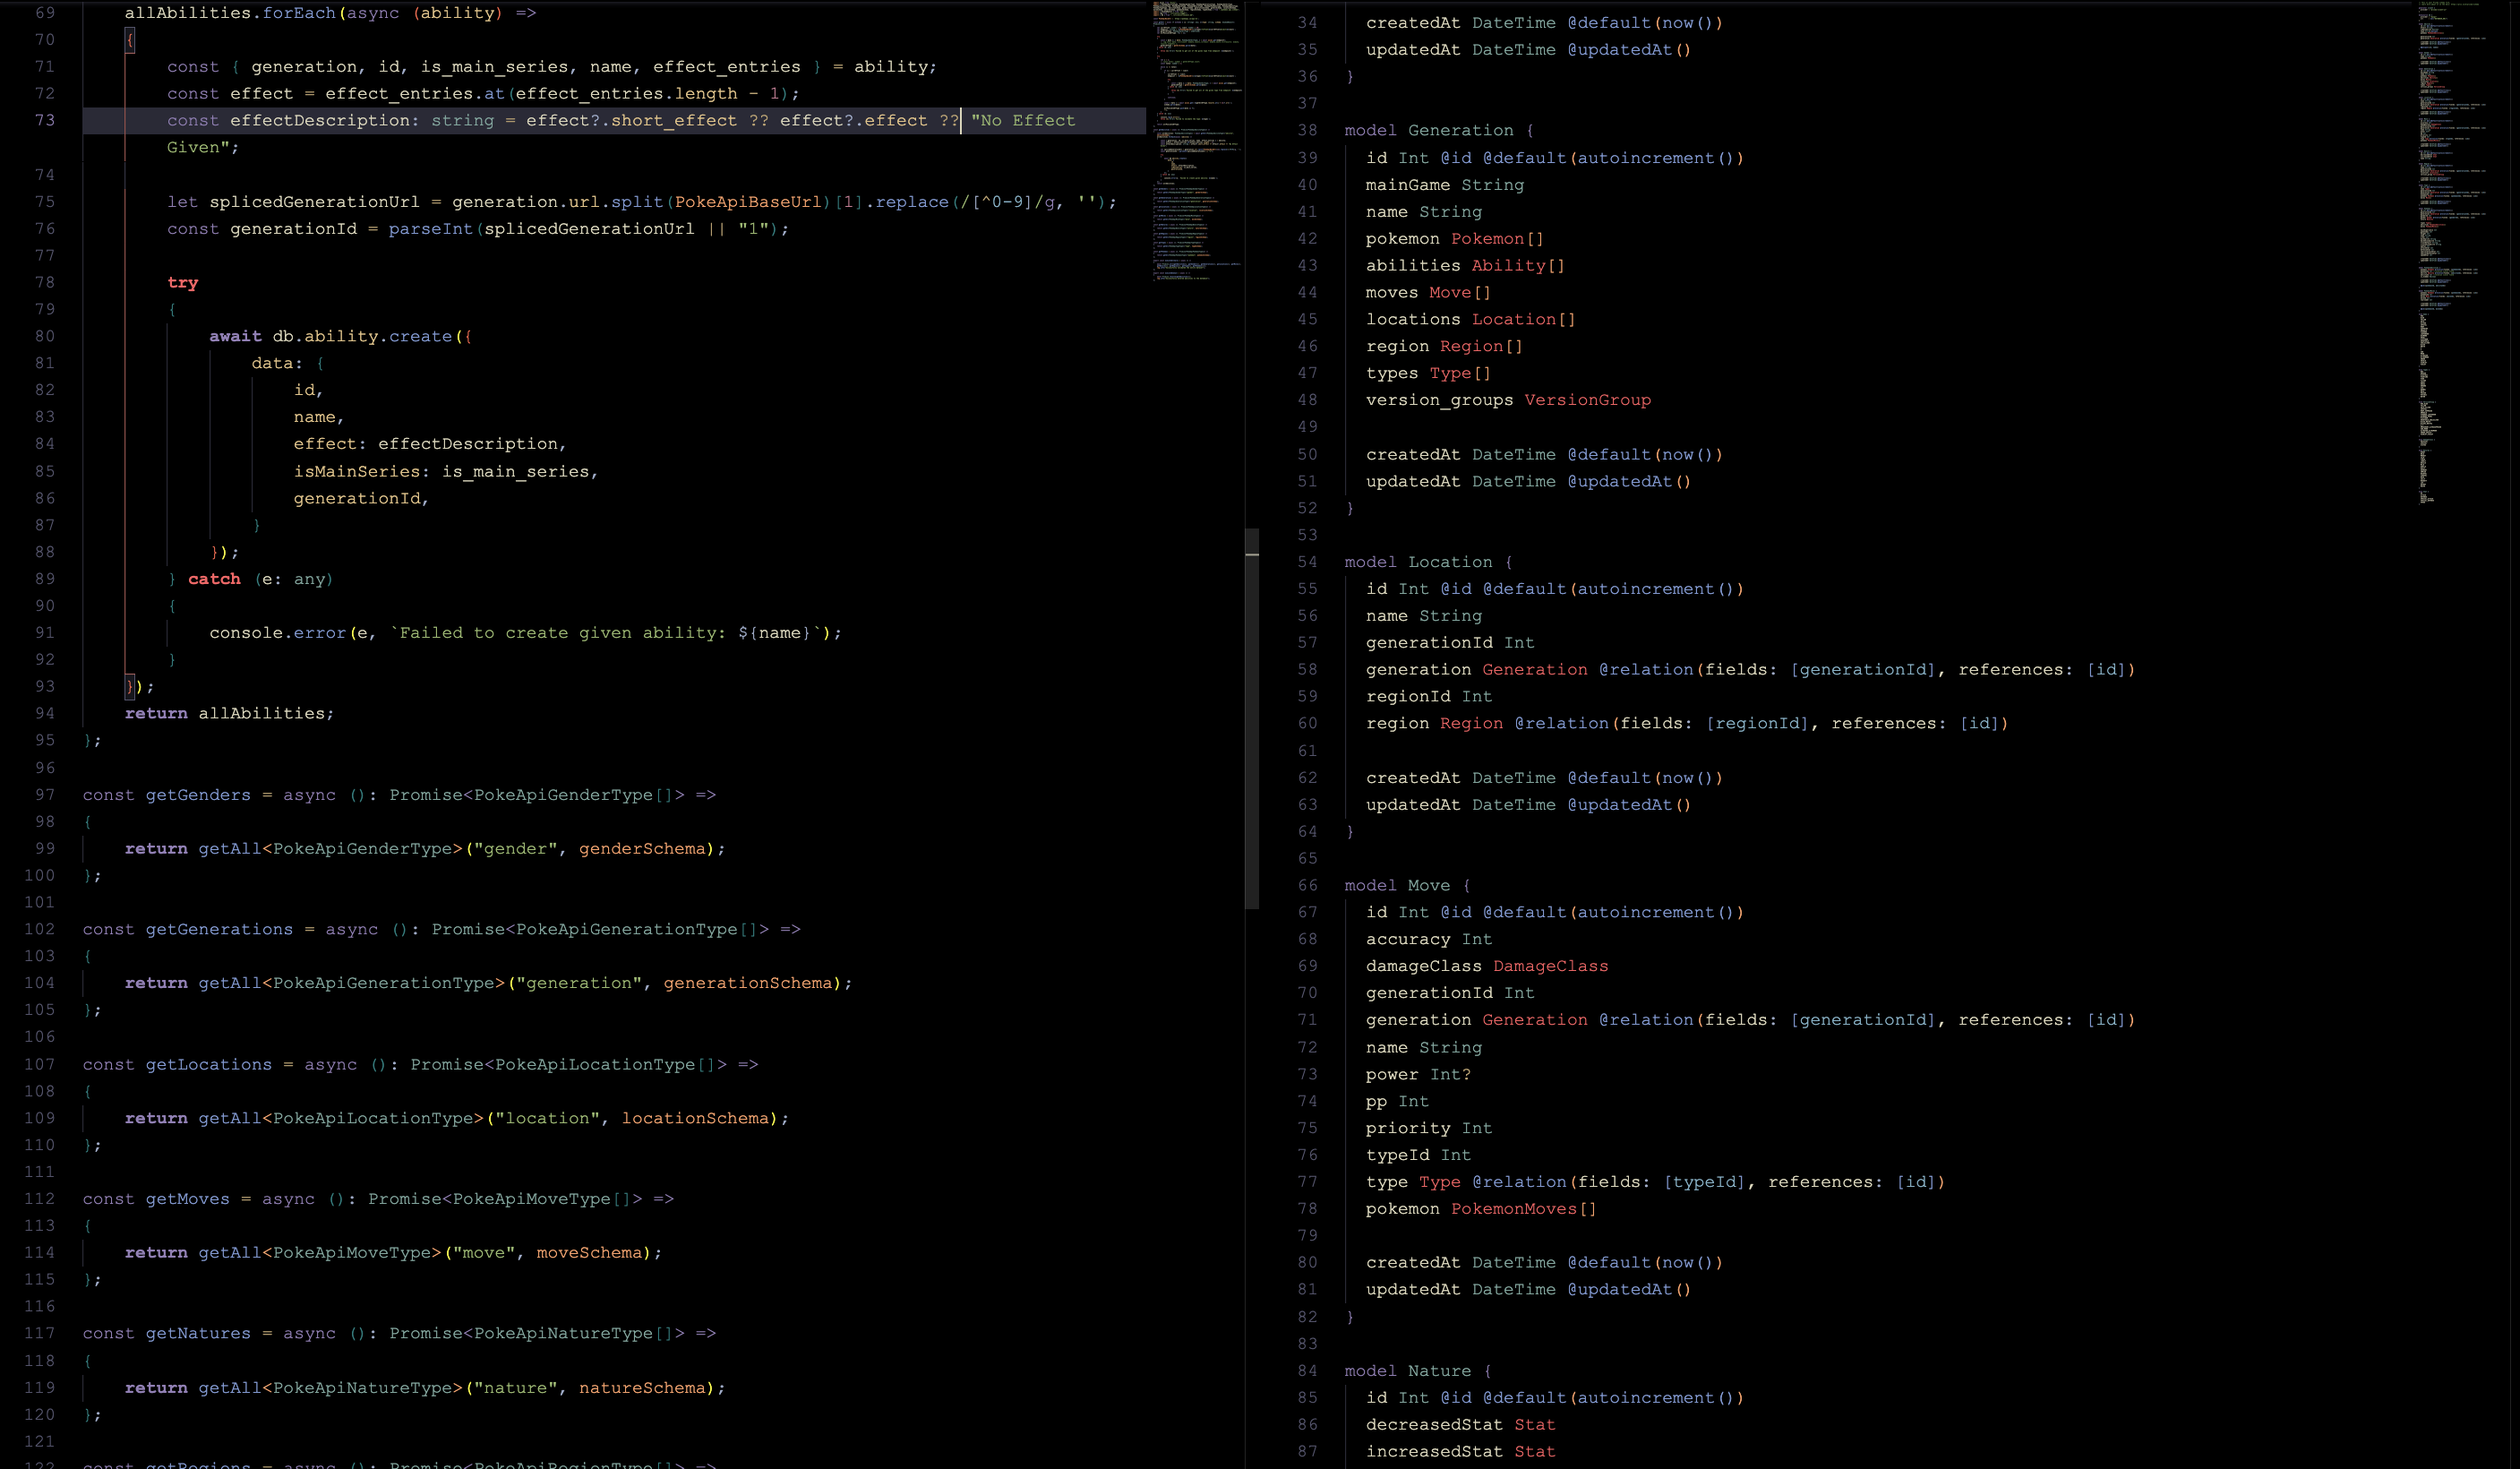 69 allAbilities.forEach(async (ability) =>
70 {
71 const { generation, id, is_main_series, name, effect_entries } = ability;
72 const effect = effect_entries.at(effect_entries.length - 1);
73 const effectDescription: string = effect?.short_effect ?? effect?.effect ?? "No Effect
Given";
74
75 let splicedGenerationUrl = generation.url.split(PokeApiBaseUrl)[1].replace(/[^0-9]/g, '');
76 const generationId = parseInt(splicedGenerationUrl || "1");
77
78 try
79 {
80 await db.ability.create({
81 data: {
82 id,
83 name,
84 effect: effectDescription,
85 isMainSeries: is_main_series,
86 generationId,
87 }
88 });
89 } catch (e: any)
90 {
91 console.error(e, `Failed to create given ability: ${name}`);
92 }
93 });
94 return allAbilities;
95 };
96
97 const getGenders = async (): Promise<PokeApiGenderType[]> =>
98 {
99 return getAll<PokeApiGenderType>("gender", genderSchema);
100 };
101
102 const getGenerations = async (): Promise<PokeApiGenerationType[]> =>
103 {
104 return getAll<PokeApiGenerationType>("generation", generationSchema);
105 };
106
107 const getLocations = async (): Promise<PokeApiLocationType[]> =>
108 {
109 return getAll<PokeApiLocationType>("location", locationSchema);
110 };
111
112 const getMoves = async (): Promise<PokeApiMoveType[]> =>
113 {
114 return getAll<PokeApiMoveType>("move", moveSchema);
115 };
116
117 const getNatures = async (): Promise<PokeApiNatureType[]> =>
118 {
119 return getAll<PokeApiNatureType>("nature", natureSchema);
120 };
121
122 const getRegions = async (): Promise<PokeApiRegionType[]> =>
34 createdAt DateTime @default(now())
35 updatedAt DateTime @updatedAt()
36 }
37
38 model Generation {
39 id Int @id @default(autoincrement())
40 mainGame String
41 name String
42 pokemon Pokemon[]
43 abilities Ability[]
44 moves Move[]
45 locations Location[]
46 region Region[]
47 types Type[]
48 version_groups VersionGroup
49
50 createdAt DateTime @default(now())
51 updatedAt DateTime @updatedAt()
52 }
53
54 model Location {
55 id Int @id @default(autoincrement())
56 name String
57 generationId Int
58 generation Generation @relation(fields: [generationId], references: [id])
59 regionId Int
60 region Region @relation(fields: [regionId], references: [id])
61
62 createdAt DateTime @default(now())
63 updatedAt DateTime @updatedAt()
64 }
65
66 model Move {
67 id Int @id @default(autoincrement())
68 accuracy Int
69 damageClass DamageClass
70 generationId Int
71 generation Generation @relation(fields: [generationId], references: [id])
72 name String
73 power Int?
74 pp Int
75 priority Int
76 typeId Int
77 type Type @relation(fields: [typeId], references: [id])
78 pokemon PokemonMoves[]
79
80 createdAt DateTime @default(now())
81 updatedAt DateTime @updatedAt()
82 }
83
84 model Nature {
85 id Int @id @default(autoincrement())
86 decreasedStat Stat
87 increasedStat Stat